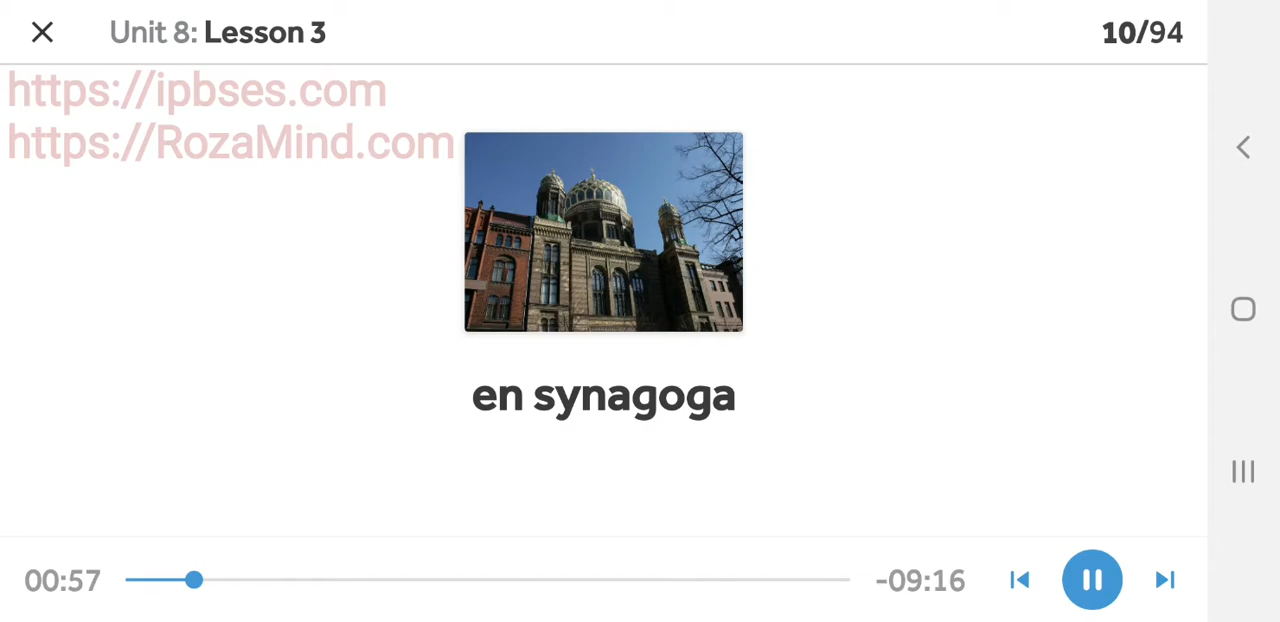 Unit 8: Lesson 3
10/94
https://ipbses.com
https://RozaMind.com
en synagoga
00:57
-09:16